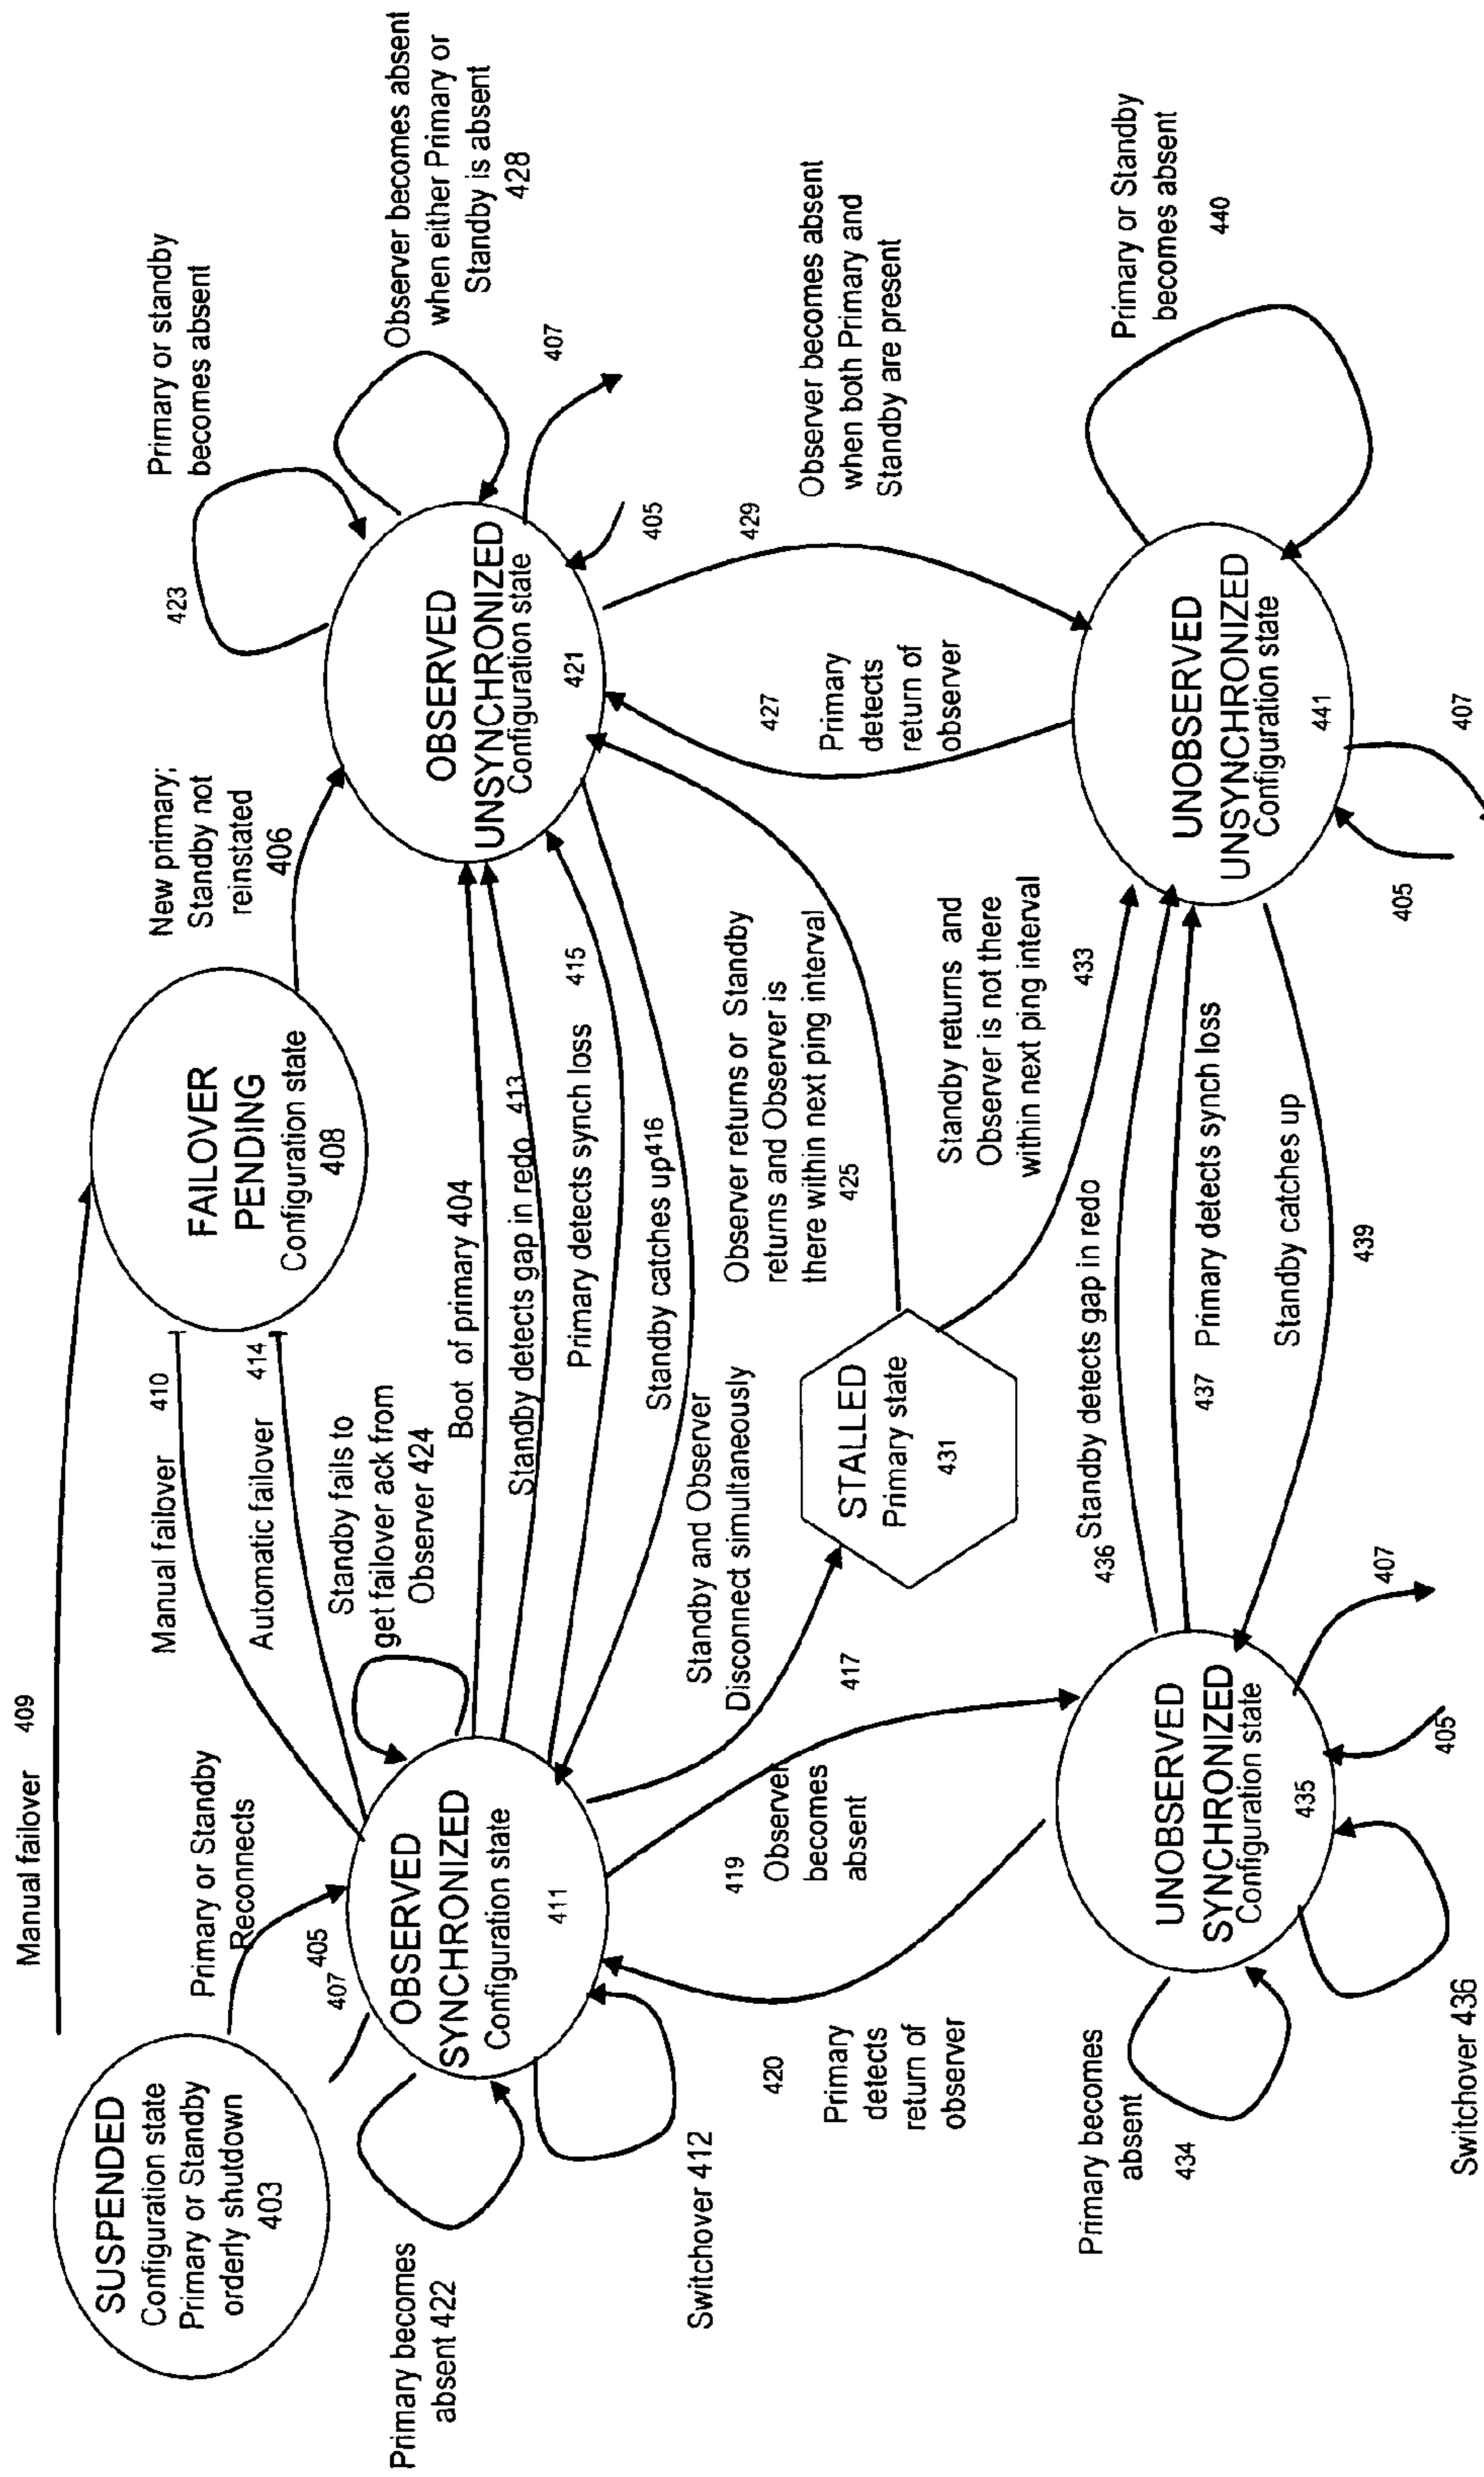 Manual failover 409
SUSPENDED
Configuration state
Primary or Standby
orderly shutdown
403
Primary or Standby
Reconnects
405
407
Manual failover 410
Automatic failover 414
FAILOVER
PENDING
Configuration state
408
New primary;
Standby not
reinstated
406
Primary or standby
becomes absent
423
Observer becomes absent
when either Primary or
Standby is absent
428
407
Primary becomes
absent 422
OBSERVED
SYNCHRONIZED
Configuration state
411
Standby fails to
get failover ack from
Observer 424
Boot of primary 404
Standby detects gap in redo 413
Primary detects synch loss 415
Standby catches up 416
OBSERVED
UNSYNCHRONIZED
Configuration state
421
405
Switchover 412
Standby and Observer
Disconnect simultaneously
417
Observer returns or Standby
returns and Observer is
there within next ping interval
425
427
Primary
detects
return of
observer
429
Observer becomes absent
when both Primary and
Standby are present
420
Primary
detects
return of
observer
419
Observer
becomes
absent
STALLED
Primary state
431
Standby returns and
Observer is not there
within next ping interval
433
Primary becomes
absent
434
UNOBSERVED
SYNCHRONIZED
Configuration state
435
436 Standby detects gap in redo
437 Primary detects synch loss
Standby catches up
439
UNOBSERVED
UNSYNCHRONIZED
Configuration state
441
Primary or Standby
becomes absent
440
407
405
405
407
Switchover 436